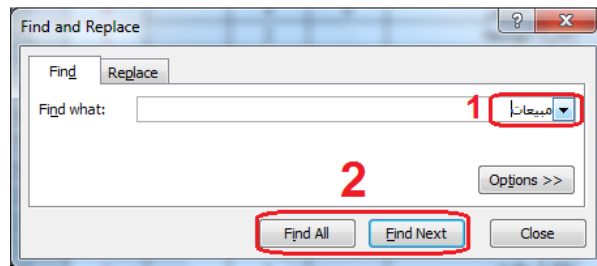 Find and Replace
Find Replace
Find what: مبيعات 1
Options >>
2
Find All Find Next Close